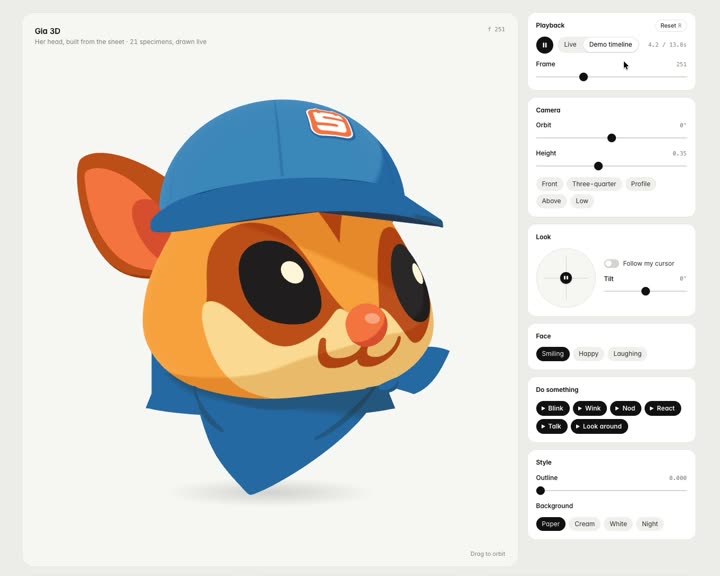 Gia 3D
Her head, built from the sheet · 21 specimens, drawn live
f 251
S
Drag to orbit
Playback
Reset R
Live
Demo timeline
4.2 / 13.8s
Frame
251
Camera
Orbit
0°
Height
0.35
Front
Three-quarter
Profile
Above
Low
Look
Follow my cursor
Tilt
0°
Face
Smiling
Happy
Laughing
Do something
Blink
Wink
Nod
React
Talk
Look around
Style
Outline
0.000
Background
Paper
Cream
White
Night